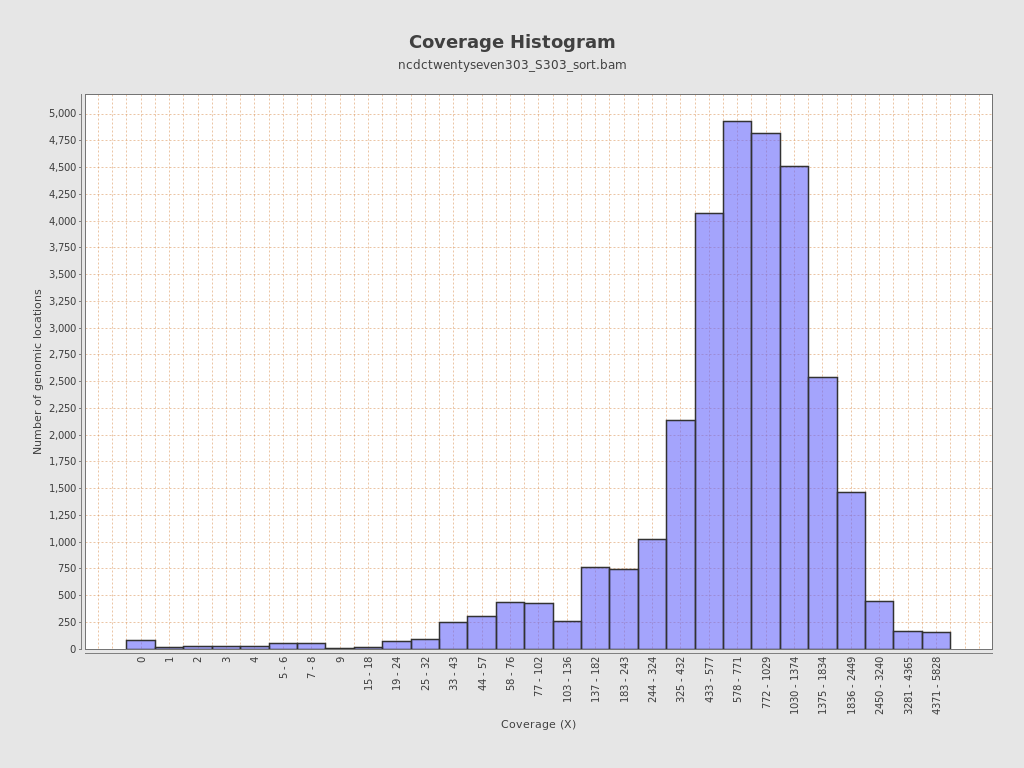 Coverage Histogram
ncdctwentyseven303_S303_sort.bam
Number of genomic locations
5,000
4,750
4,500
4,250
4,000
3,750
3,500
3,250
3,000
2,750
2,500
2,250
2,000
1,750
1,500
1,250
1,000
750
500
250
0
0
1
2
3
4
5 - 6
7 - 8
9
15 - 18
19 - 24
25 - 32
33 - 43
44 - 57
58 - 76
77 - 102
103 - 136
137 - 182
183 - 243
244 - 324
325 - 432
433 - 577
578 - 771
772 - 1029
1030 - 1374
1375 - 1834
1836 - 2449
2450 - 3240
3281 - 4365
4371 - 5828
Coverage (X)